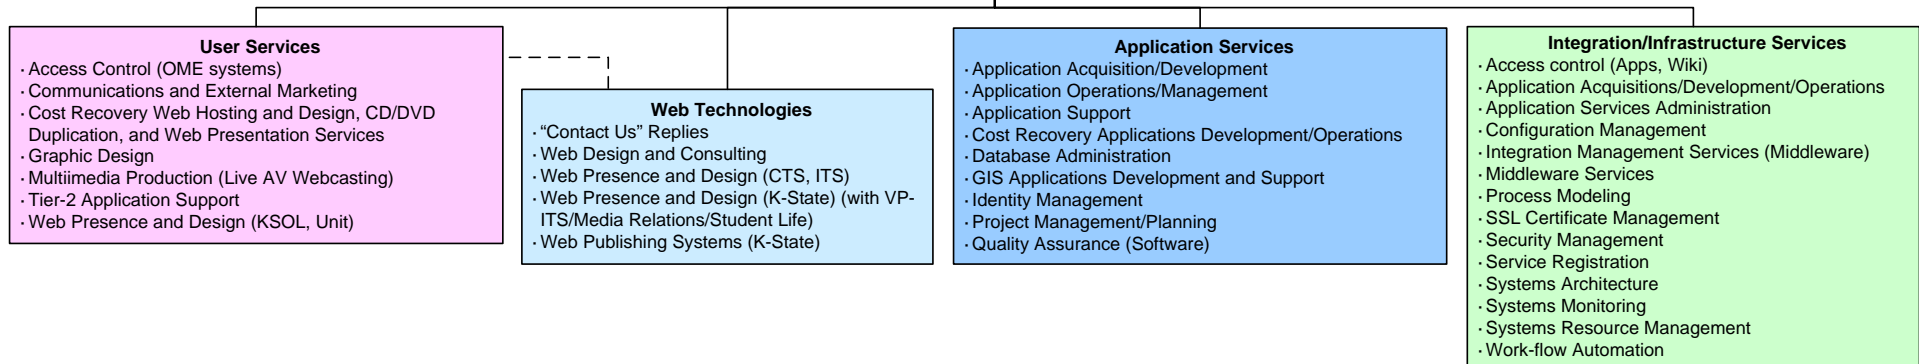 User Services
· Access Control (OME systems)
· Communications and External Marketing
· Cost Recovery Web Hosting and Design, CD/DVD
Duplication, and Web Presentation Services
· Graphic Design
· Multimedia Production (Live AV Webcasting)
· Tier-2 Application Support
· Web Presence and Design (KSOL, Unit)
Web Technologies
· “Contact Us” Replies
· Web Design and Consulting
· Web Presence and Design (CTS, ITS)
· Web Presence and Design (K-State) (with VP-
ITS/Media Relations/Student Life)
· Web Publishing Systems (K-State)
Application Services
· Application Acquisition/Development
· Application Operations/Management
· Application Support
· Cost Recovery Applications Development/Operations
· Database Administration
· GIS Applications Development and Support
· Identity Management
· Project Management/Planning
· Quality Assurance (Software)
Integration/Infrastructure Services
· Access control (Apps, Wiki)
· Application Acquisitions/Development/Operations
· Application Services Administration
· Configuration Management
· Integration Management Services (Middleware)
· Middleware Services
· Process Modeling
· SSL Certificate Management
· Security Management
· Service Registration
· Systems Architecture
· Systems Monitoring
· Systems Resource Management
· Work-flow Automation